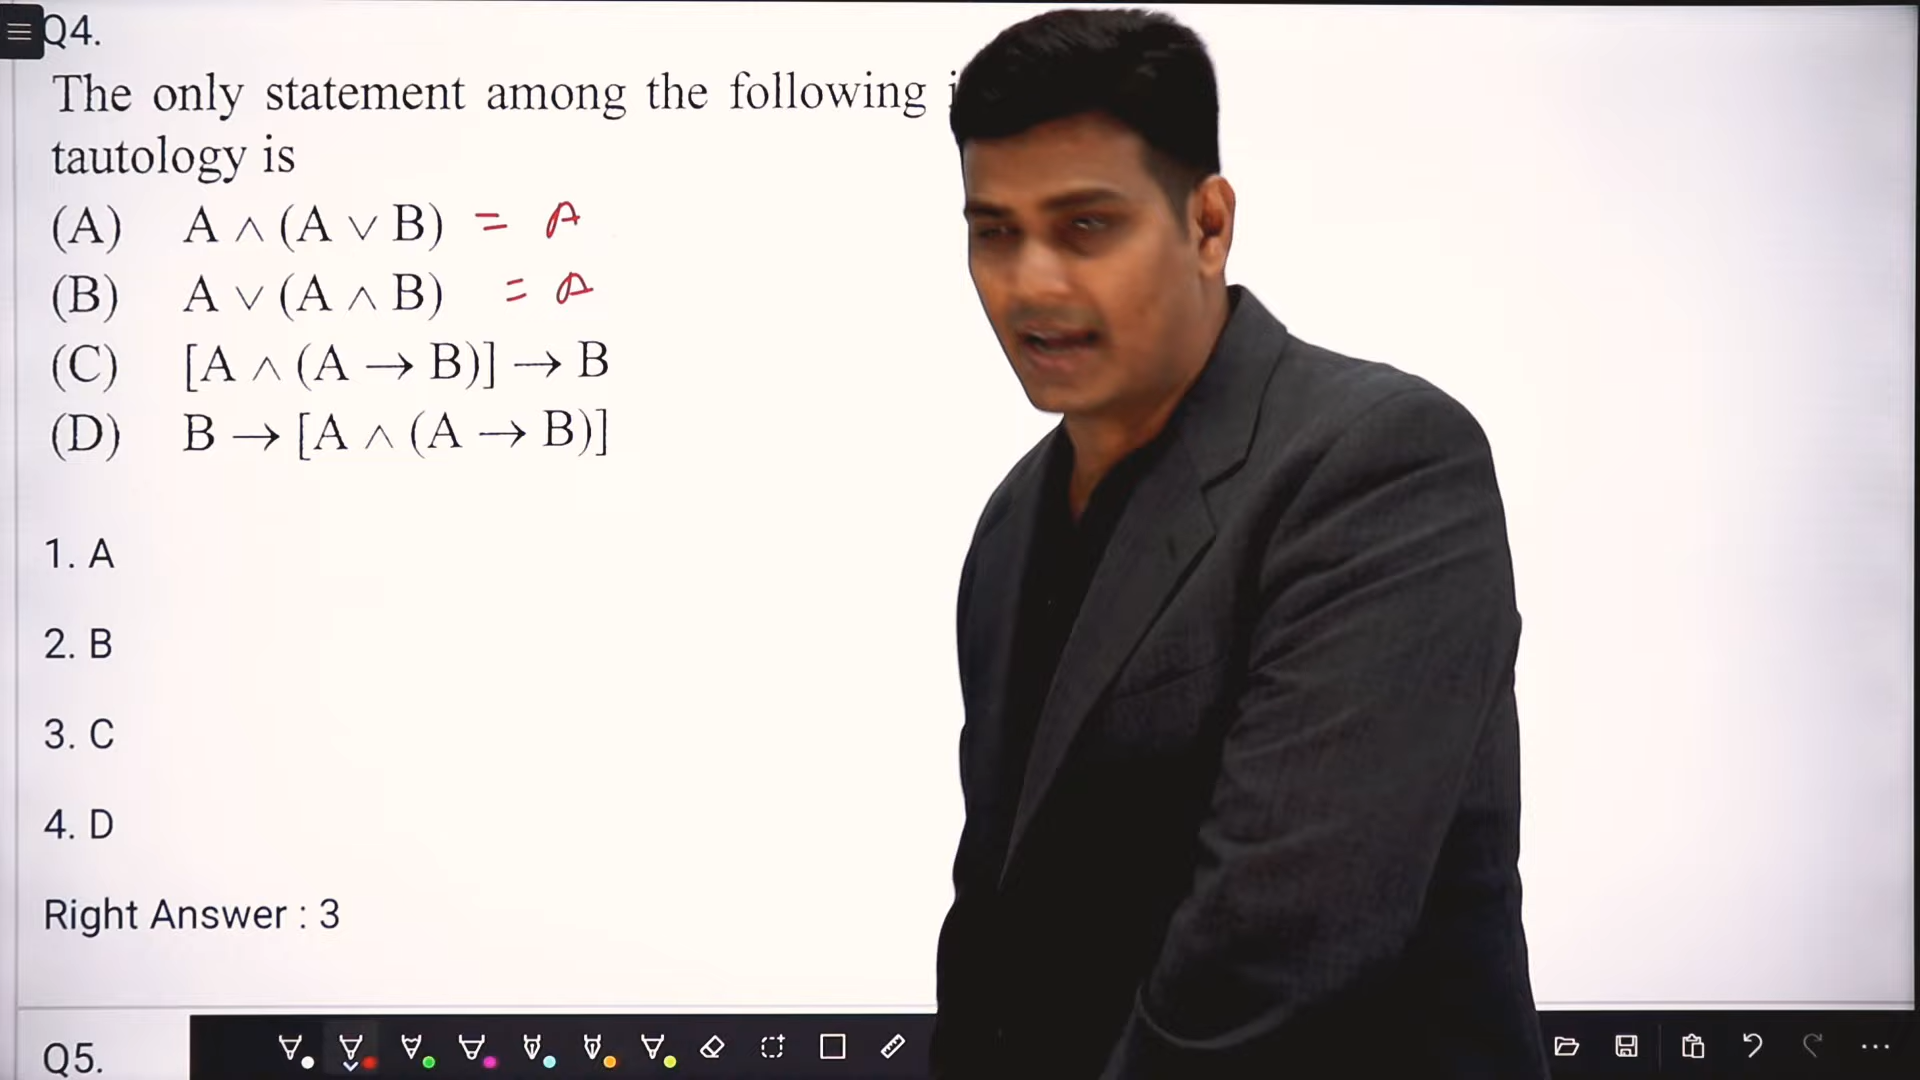 Q4.
The only statement among the following
tautology is
(A) A ∧ (A ∨ B) = A
(B) A ∨ (A ∧ B) = A
(C) [A ∧ (A → B)] → B
(D) B → [A ∧ (A → B)]
1. A
2. B
3. C
4. D
Right Answer : 3
Q5.